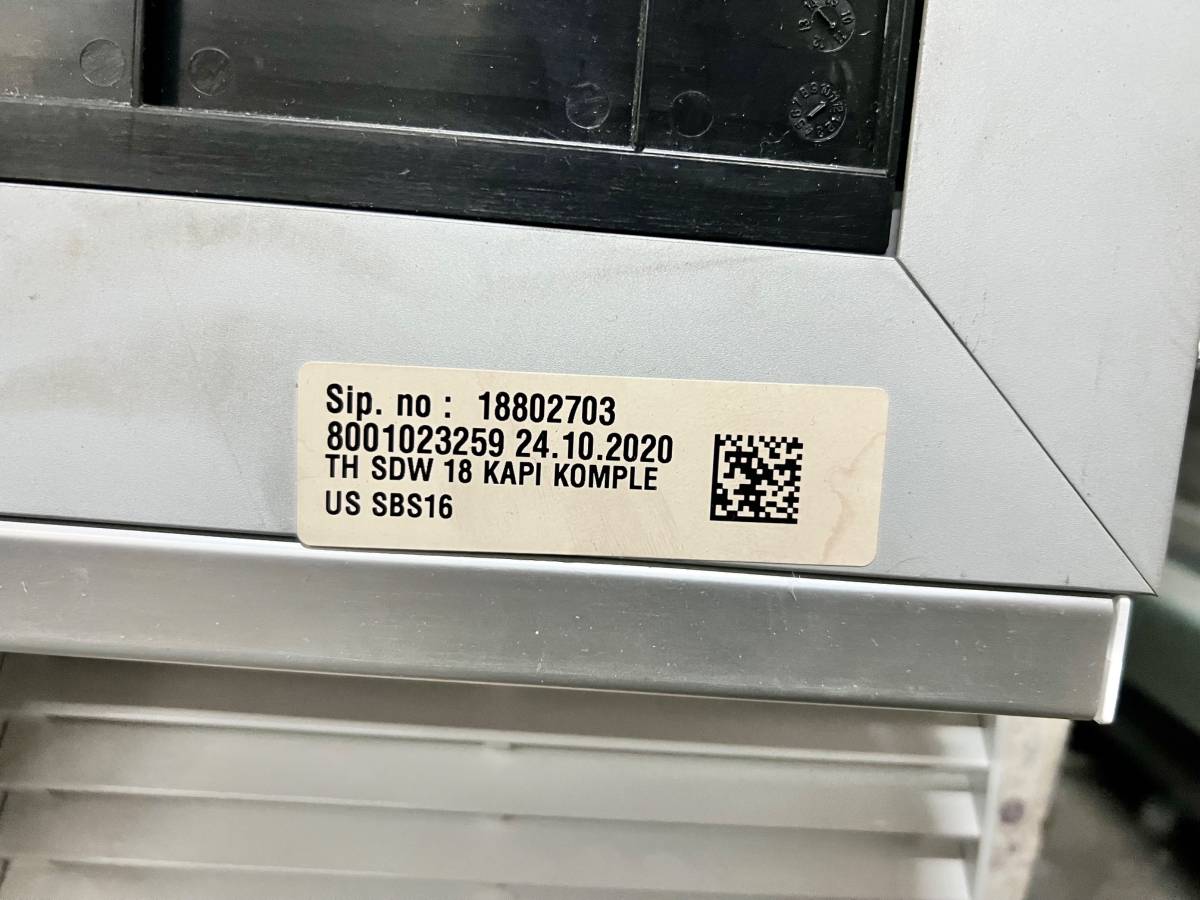 Sip. no : 18802703
8001023259 24.10.2020
TH SDW 18 KAPI KOMPLE
US SBS16